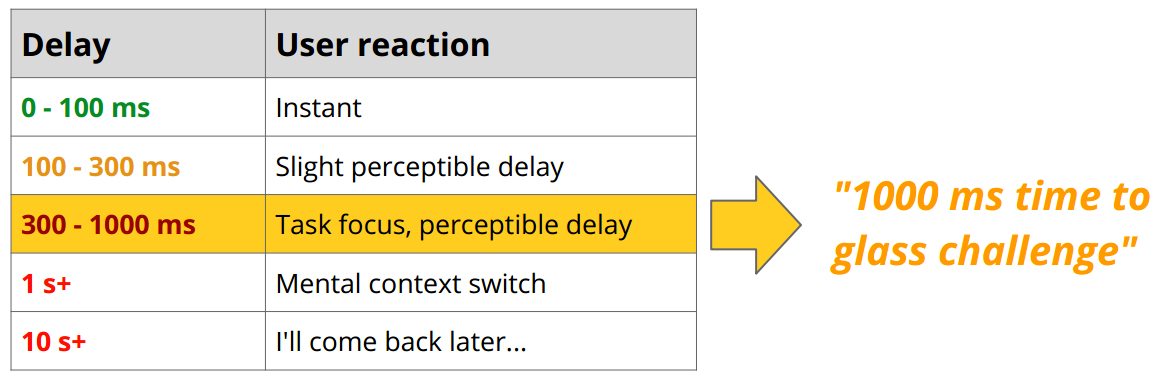 Delay User reaction
0 - 100 ms Instant
100 - 300 ms Slight perceptible delay
300 - 1000 ms Task focus, perceptible delay
1 s+ Mental context switch
10 s+ I'll come back later...
"1000 ms time to
glass challenge"